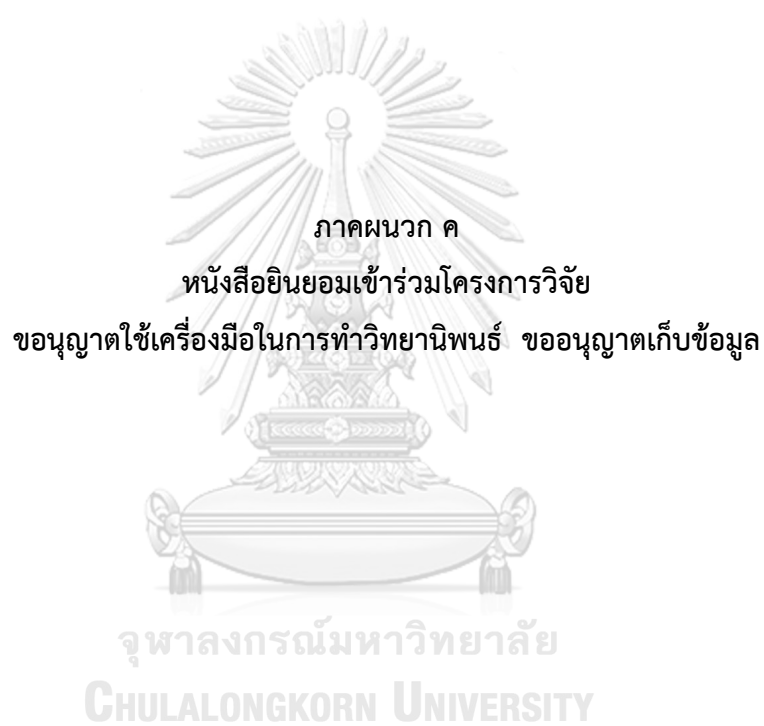 ภาคผนวก ค
หนังสือยินยอมเข้าร่วมโครงการวิจัย
ขอนุญาตใช้เครื่องมือในการทำวิทยานิพนธ์ ขออนุญาตเก็บข้อมูล
จุฬาลงกรณ์มหาวิทยาลัย
CHULALONGKORN UNIVERSITY